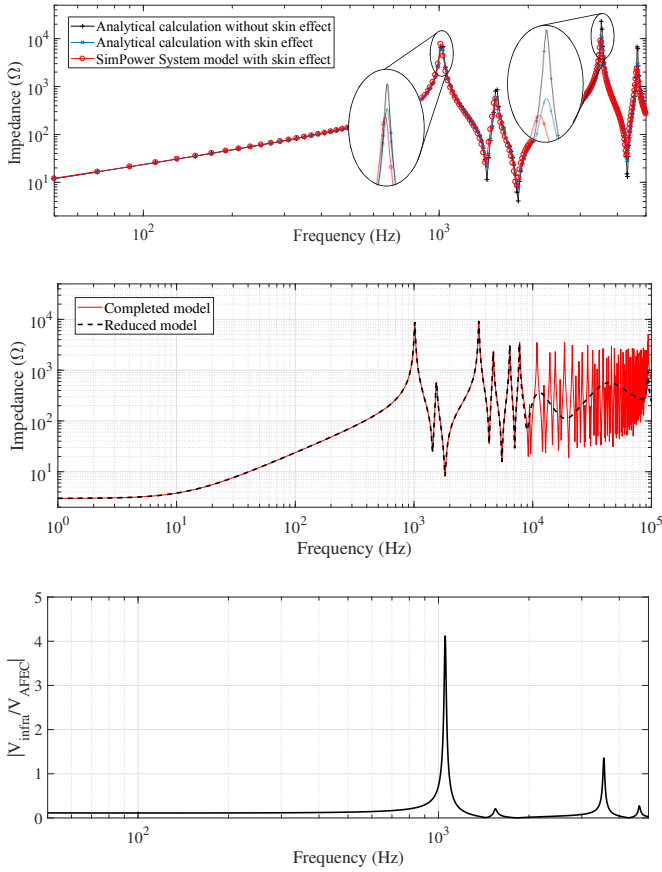 Analytical calculation without skin effect
Analytical calculation with skin effect
SimPower System model with skin effect
Impedance (Ω)
10^4
10^3
10^2
10^1
10^2
10^3
Frequency (Hz)
Completed model
Reduced model
Impedance (Ω)
10^4
10^3
10^2
10^1
10^0
10^1
10^2
10^3
10^4
10^5
Frequency (Hz)
|V_infra/V_AFEC|
5
4
3
2
1
0
10^2
10^3
Frequency (Hz)